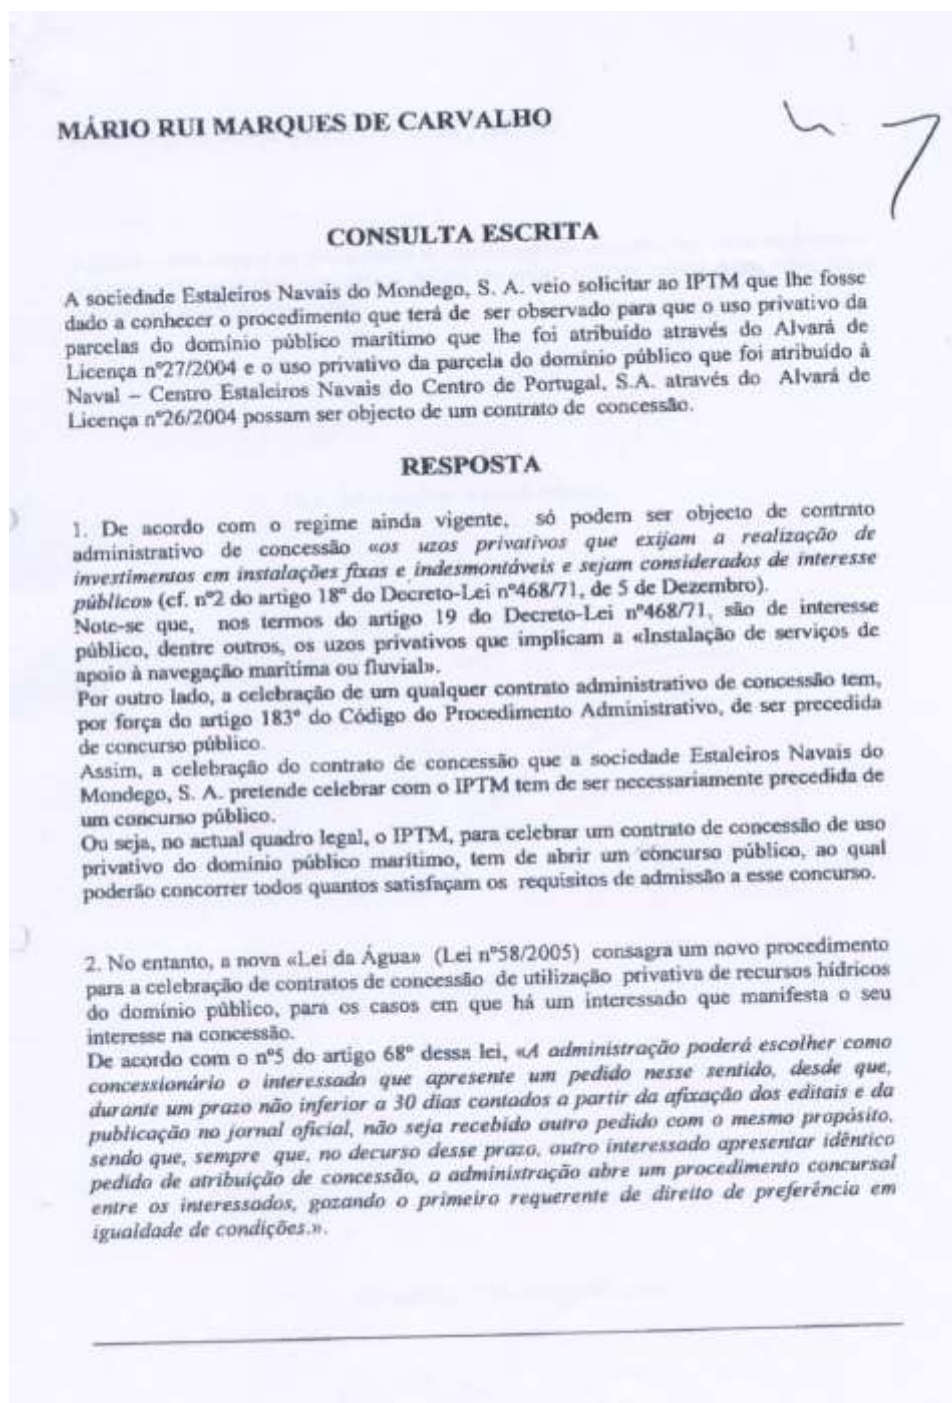 1
MÁRIO RUI MARQUES DE CARVALHO
CONSULTA ESCRITA
A sociedade Estaleiros Navais do Mondego, S. A. veio solicitar ao IPTM que lhe fosse
dado a conhecer o procedimento que terá de ser observado para que o uso privativo da
parcelas do domínio público marítimo que lhe foi atribuído através do Alvará de
Licença nº27/2004 e o uso privativo da parcela do domínio público que foi atribuído à
Naval – Centro Estaleiros Navais do Centro de Portugal, S.A. através do Alvará de
Licença nº26/2004 possam ser objecto de um contrato de concessão.
RESPOSTA
1. De acordo com o regime ainda vigente, só podem ser objecto de contrato
administrativo de concessão «os uzos privativos que exijam a realização de
investimentos em instalações fixas e indesmontáveis e sejam considerados de interesse
público» (cf. nº2 do artigo 18º do Decreto-Lei nº468/71, de 5 de Dezembro).
Note-se que, nos termos do artigo 19 do Decreto-Lei nº468/71, são de interesse
público, dentre outros, os uzos privativos que implicam a «Instalação de serviços de
apoio à navegação marítima ou fluvial».
Por outro lado, a celebração de um qualquer contrato administrativo de concessão tem,
por força do artigo 183º do Código do Procedimento Administrativo, de ser precedida
de concurso público.
Assim, a celebração do contrato de concessão que a sociedade Estaleiros Navais do
Mondego, S. A. pretende celebrar com o IPTM tem de ser necessariamente precedida de
um concurso público.
Ou seja, no actual quadro legal, o IPTM, para celebrar um contrato de concessão de uso
privativo do domínio público marítimo, tem de abrir um concurso público, ao qual
poderão concorrer todos quantos satisfaçam os requisitos de admissão a esse concurso.
2. No entanto, a nova «Lei da Água» (Lei nº58/2005) consagra um novo procedimento
para a celebração de contratos de concessão de utilização privativa de recursos hídricos
do domínio público, para os casos em que há um interessado que manifesta o seu
interesse na concessão.
De acordo com o nº5 do artigo 68º dessa lei, «A administração poderá escolher como
concessionário o interessado que apresente um pedido nesse sentido, desde que,
durante um prazo não inferior a 30 dias contados a partir da afixação dos editais e da
publicação no jornal oficial, não seja recebido outro pedido com o mesmo propósito,
sendo que, sempre que, no decurso desse prazo, outro interessado apresentar idêntico
pedido de atribuição de concessão, a administração abre um procedimento concursal
entre os interessados, gozando o primeiro requerente de direito de preferência em
igualdade de condições.».